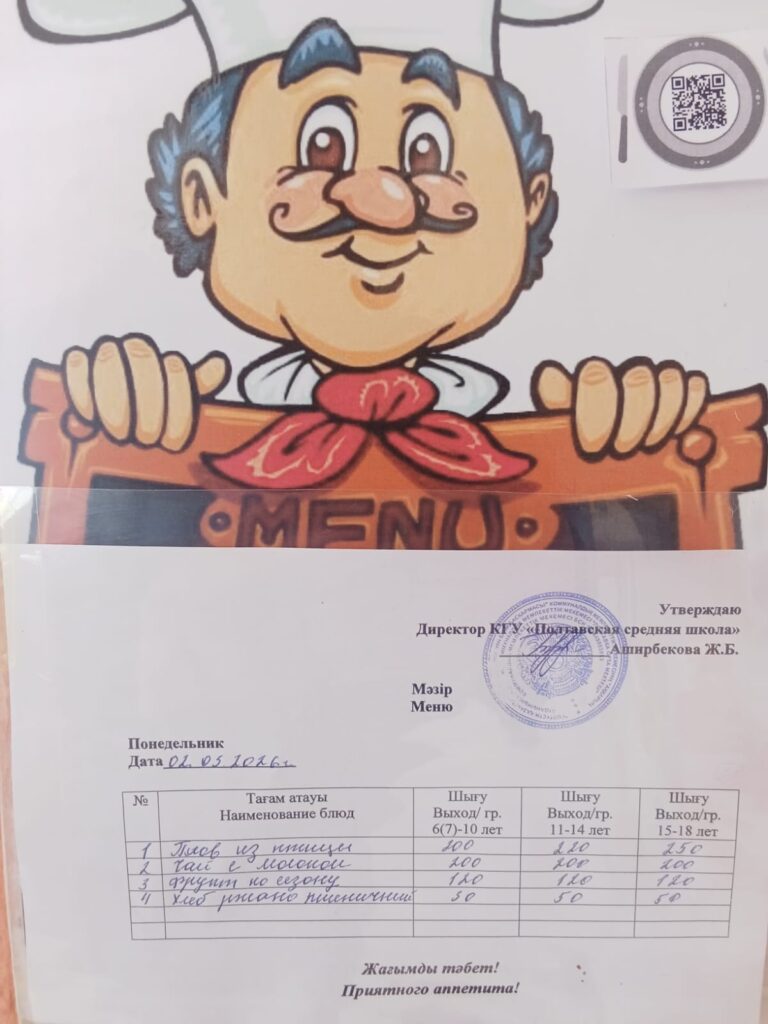 MENU
Утверждаю
Директор КГУ «Полтавская средняя школа»
Аширбекова Ж.Б.
Мәзір
Меню
Понедельник
Дата 02.03.2026г.
№ Тағам атауы Наименование блюд Шығу Выход/ гр. 6(7)-10 лет Шығу Выход/гр. 11-14 лет Шығу Выход/гр. 15-18 лет
1 Плов из птицы 200 220 250
2 Чай с молоком 200 200 200
3 Фрукт по сезону 120 120 120
4 Хлеб ржано пшеничний 50 50 50
Жағымды тәбет!
Приятного аппетита!